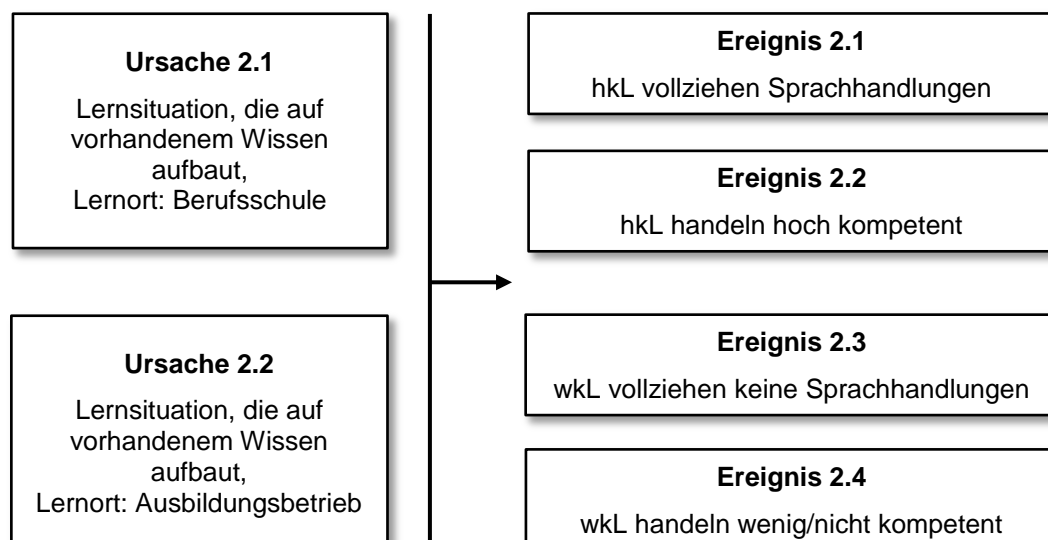 Ursache 2.1
Lernsituation, die auf
vorhandenem Wissen
aufbaut,
Lernort: Berufsschule
Ursache 2.2
Lernsituation, die auf
vorhandenem Wissen
aufbaut,
Lernort: Ausbildungsbetrieb
Ereignis 2.1
hkL vollziehen Sprachhandlungen
Ereignis 2.2
hkL handeln hoch kompetent
Ereignis 2.3
wkL vollziehen keine Sprachhandlungen
Ereignis 2.4
wkL handeln wenig/nicht kompetent